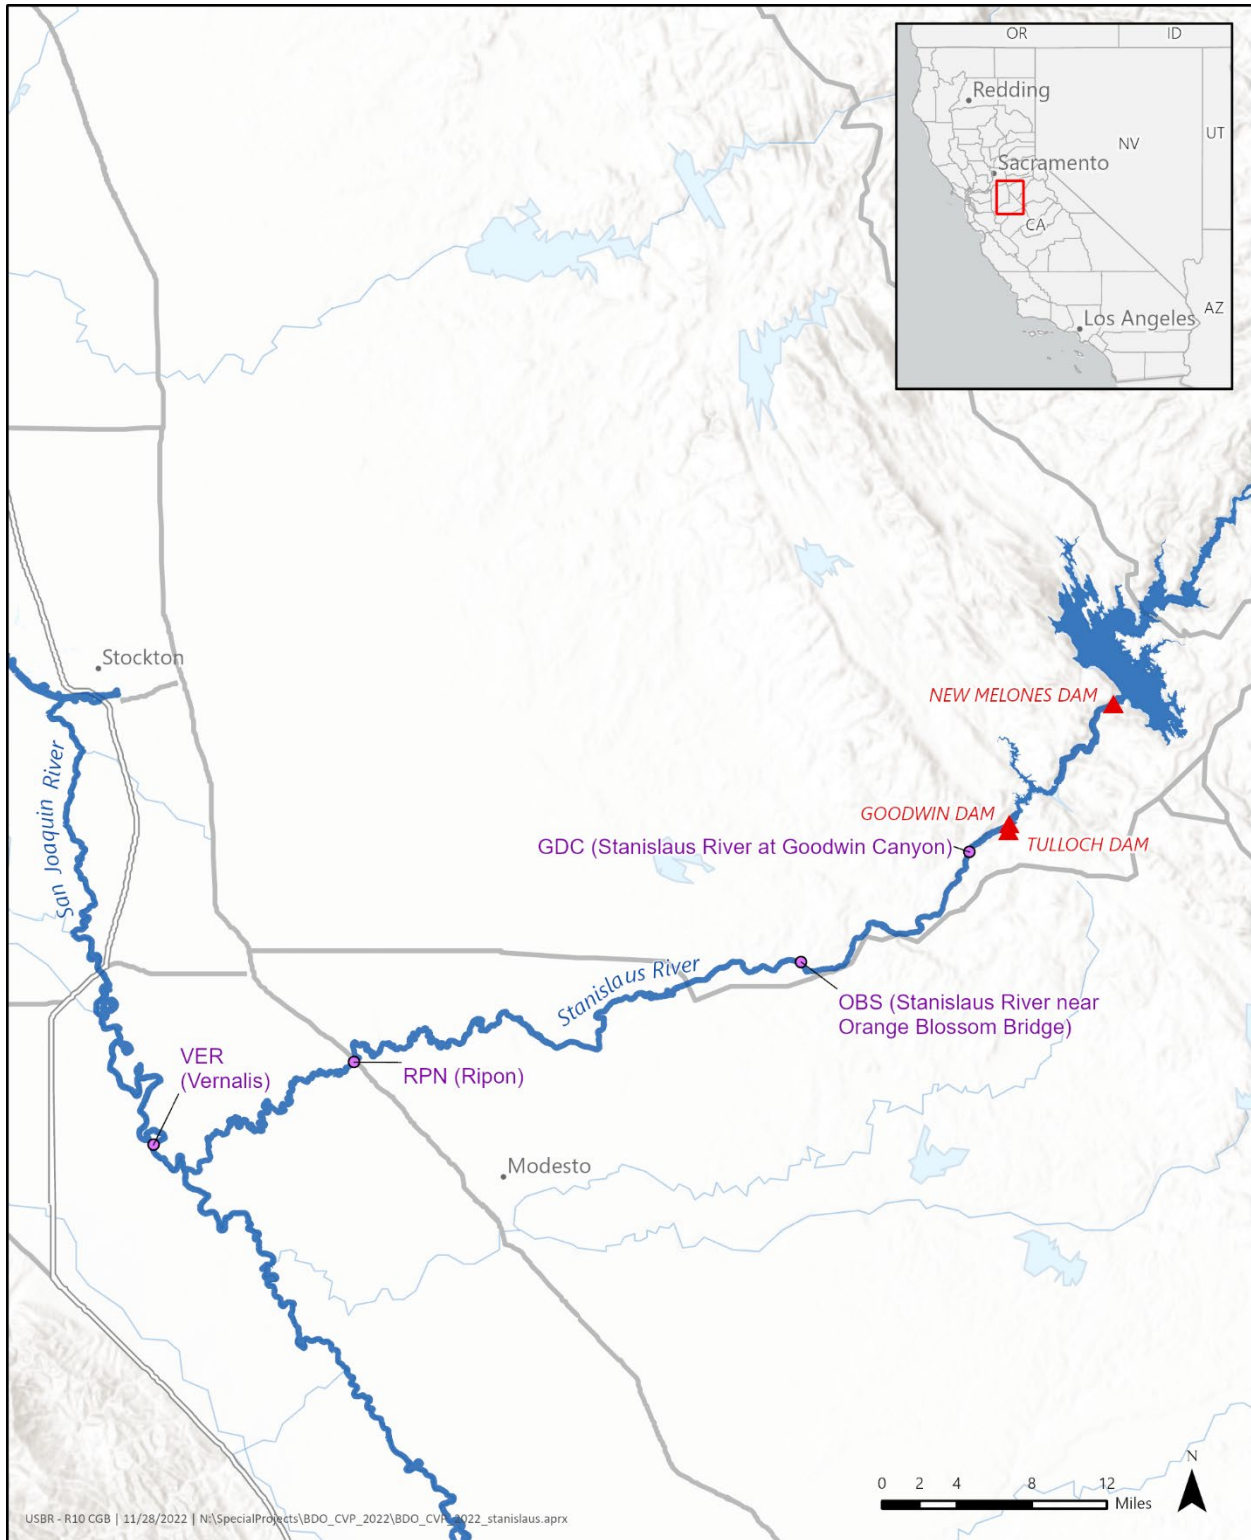 OR
ID
Redding
NV
UT
Sacramento
CA
AZ
Los Angeles
Stockton
San Joaquin River
NEW MELONES DAM
GOODWIN DAM
TULLOCH DAM
GDC (Stanislaus River at Goodwin Canyon)
Stanislaus River
OBS (Stanislaus River near
Orange Blossom Bridge)
VER
(Vernalis)
RPN (Ripon)
Modesto
N
0 2 4 8 12
Miles
USBR - R10 CGB | 11/28/2022 | N:\SpecialProjects\BDO_CVP_2022\BDO_CVP_2022_stanislaus.aprx